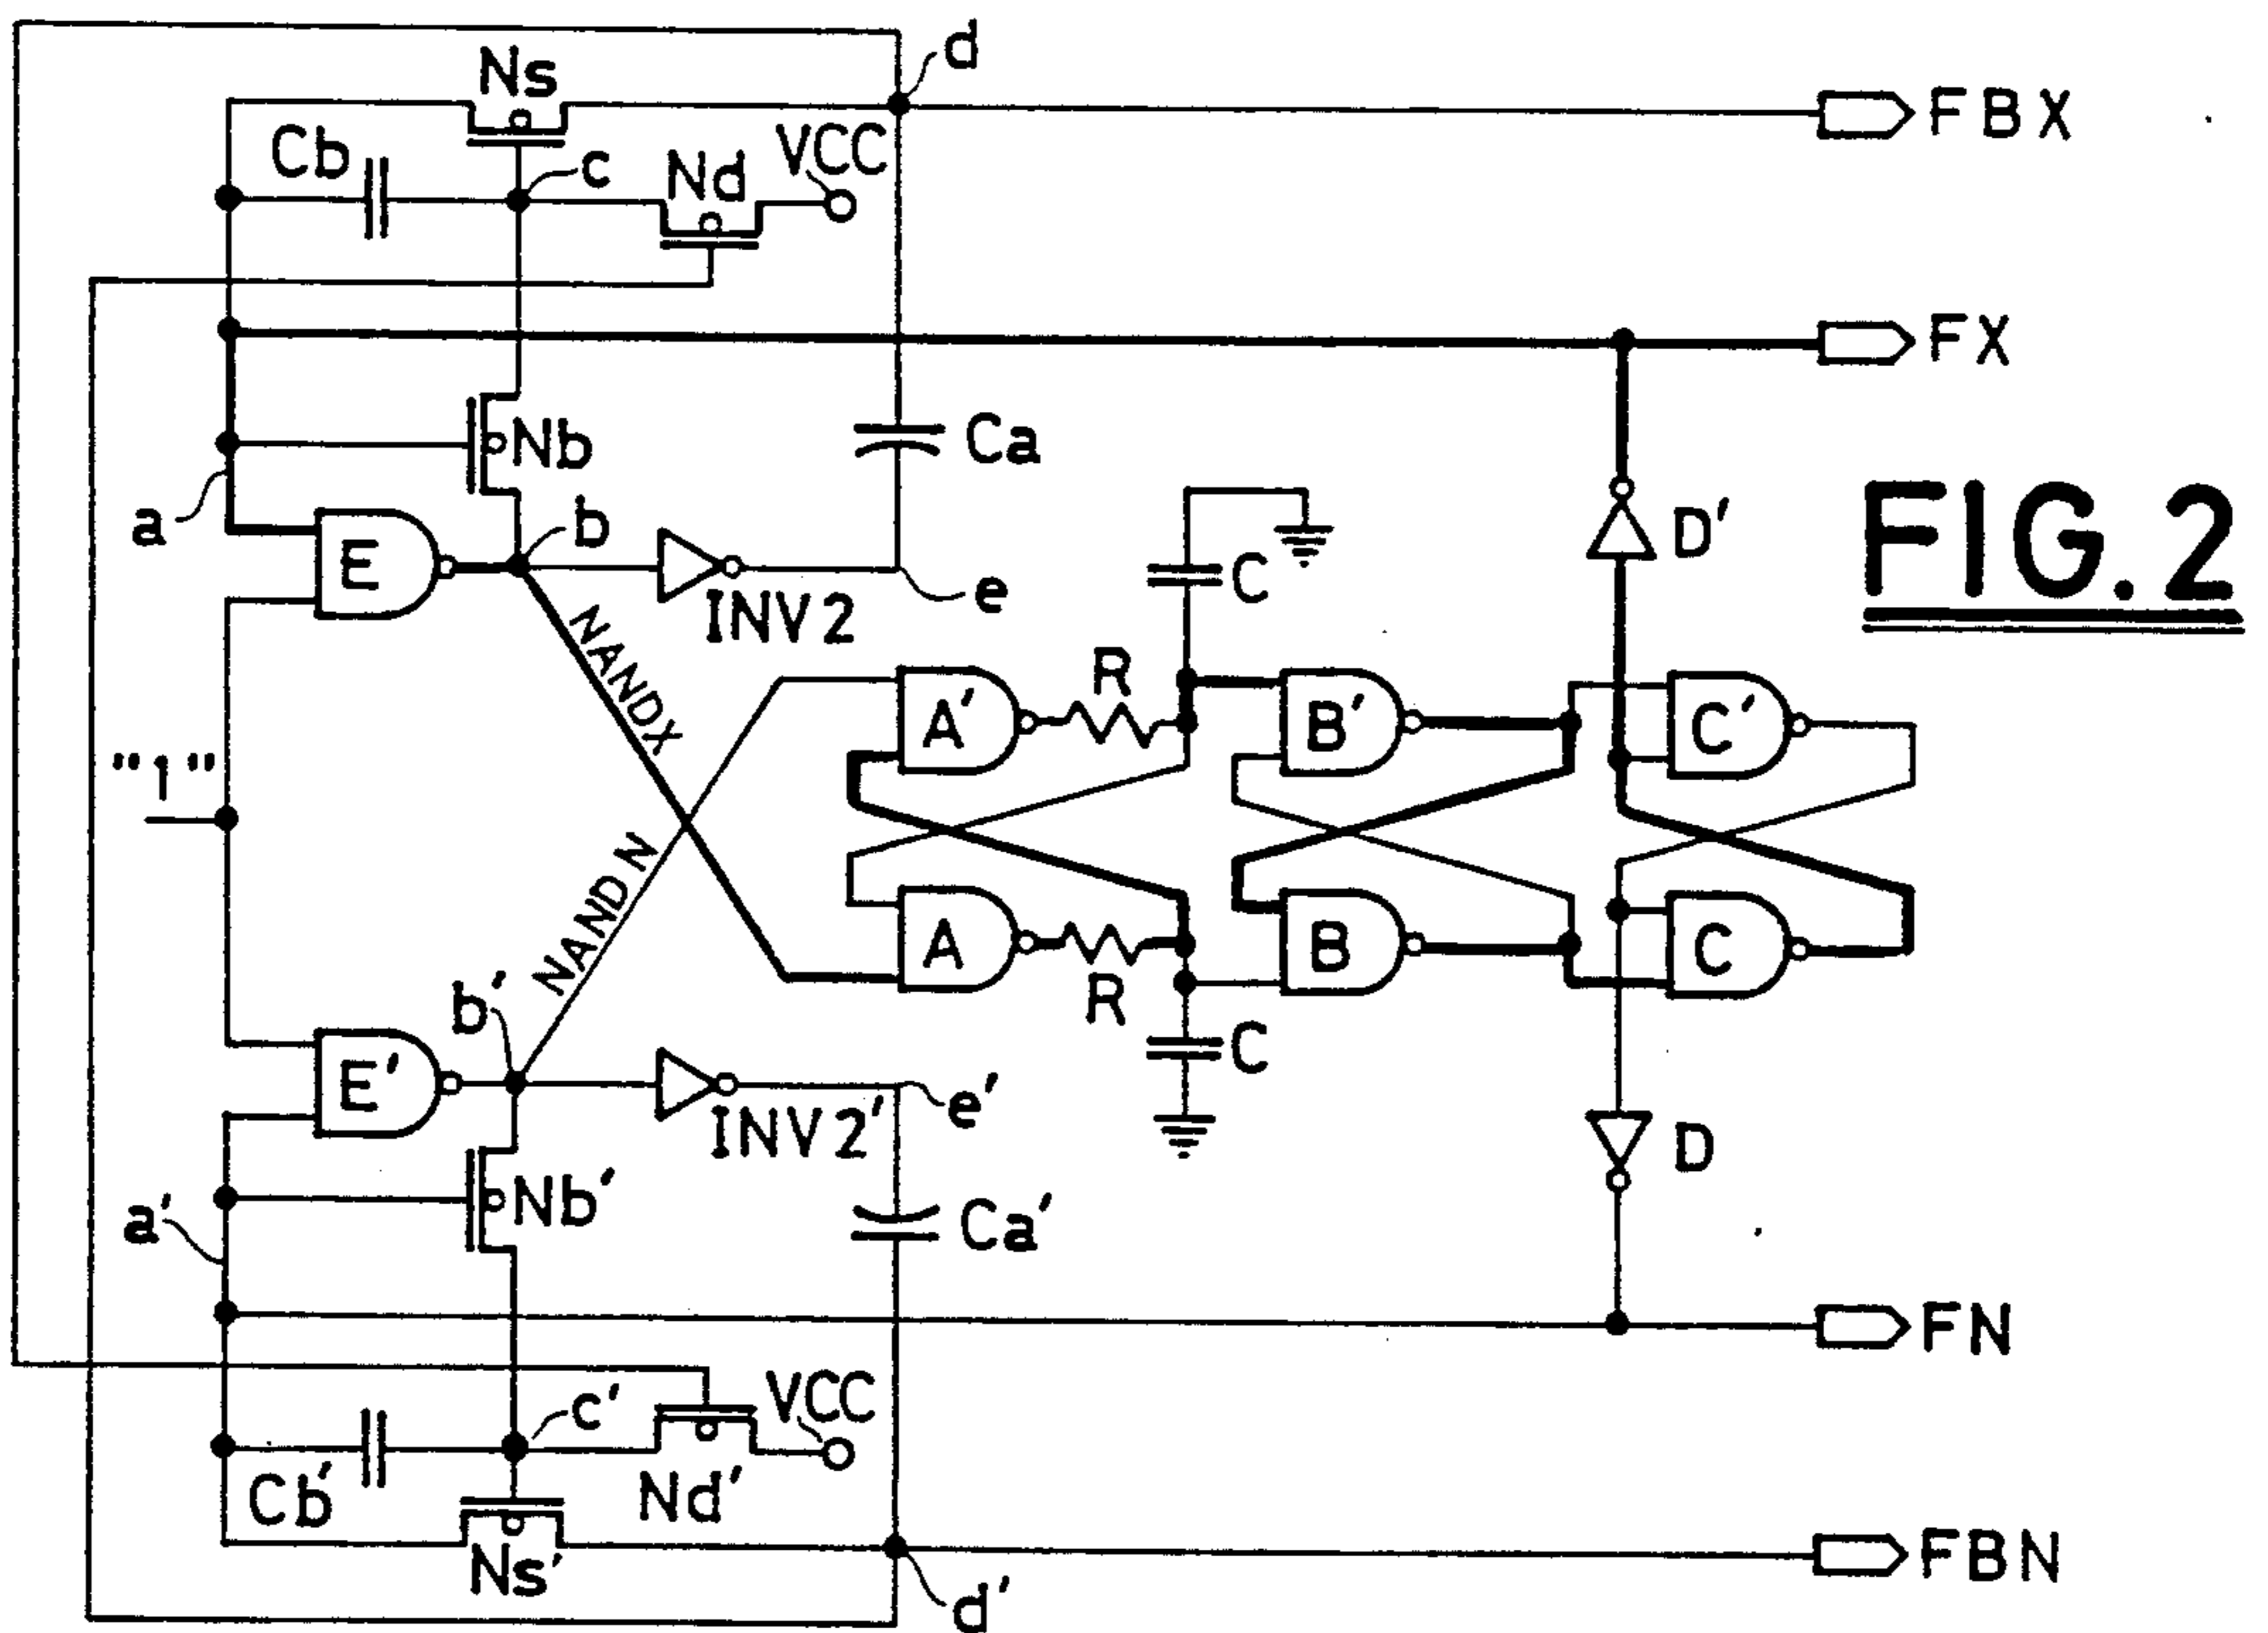 d
Ns
FBX
Cb
c
Nd
VCC
FX
Nb
Ca
a
b
E
INV2
e
C
D'
FIG.2
NANDX
A'
R
B'
C'
"1"
NAND N
A
R
B
C
b'
C
E'
INV2'
e'
D
a'
Nb'
Ca'
FN
c'
VCC
Cb'
Nd'
Ns'
FBN
d'